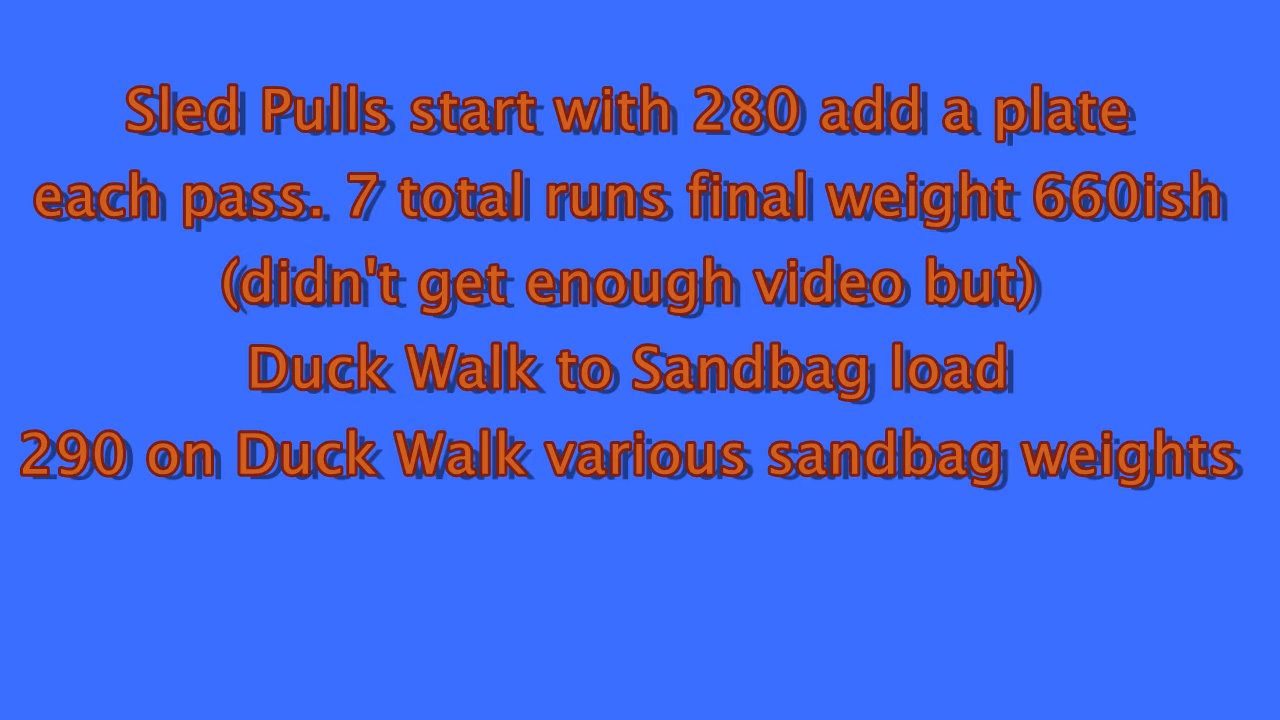 Sled Pulls start with 280 add a plate
each pass. 7 total runs final weight 660ish
(didn't get enough video but)
Duck Walk to Sandbag load
290 on Duck Walk various sandbag weights